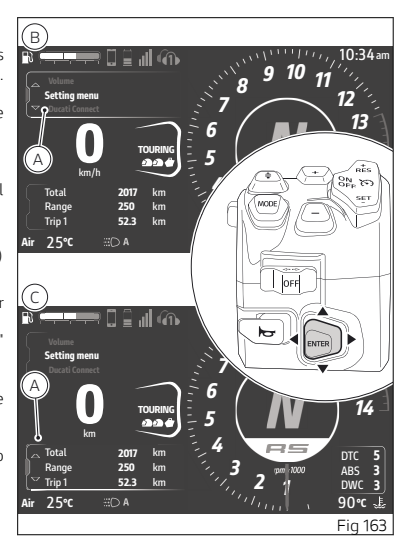 B
10:34 am
Volume
Setting menu
Ducati Connect
A
0
km/h
TOURING
Total 2017 km
Range 250 km
Trip 1 52.3 km
Air 25°C A
5
6
7
8
9
10
11
12
13
N
MODE
+
-
+
RES
ON
OFF
SET
-
OFF
ENTER
C
Volume
Setting menu
Ducati Connect
A
0
km
TOURING
Total 2017 km
Range 250 km
Trip 1 52.3 km
Air 25°C A
7
6
5
4
3
2
1
14
N
RS
rpm×1000
DTC 5
ABS 3
DWC 3
90°C
Fig 163